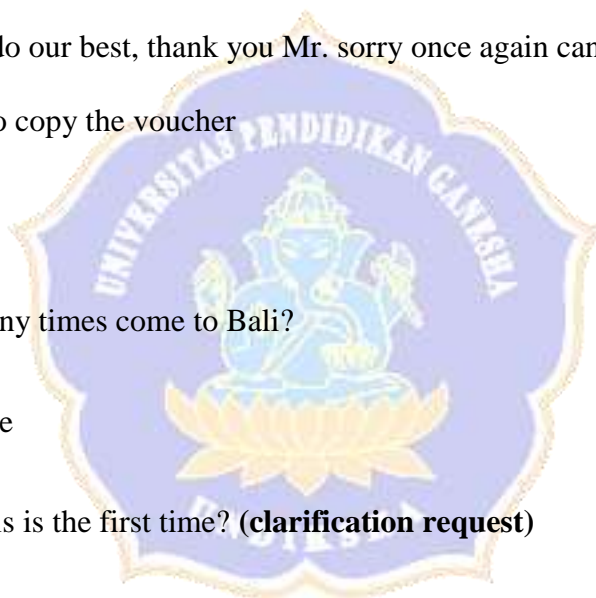 do our best, thank you Mr. sorry once again can
o copy the voucher
UNIVERSITAS PENDIDIKAN GANESHA
ny times come to Bali?
e
s is the first time? (clarification request)
UNDIKSHA